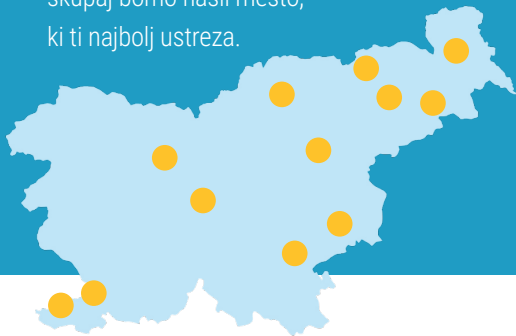 skupaj bomo našli mesto,
ki ti najbolj ustreza.